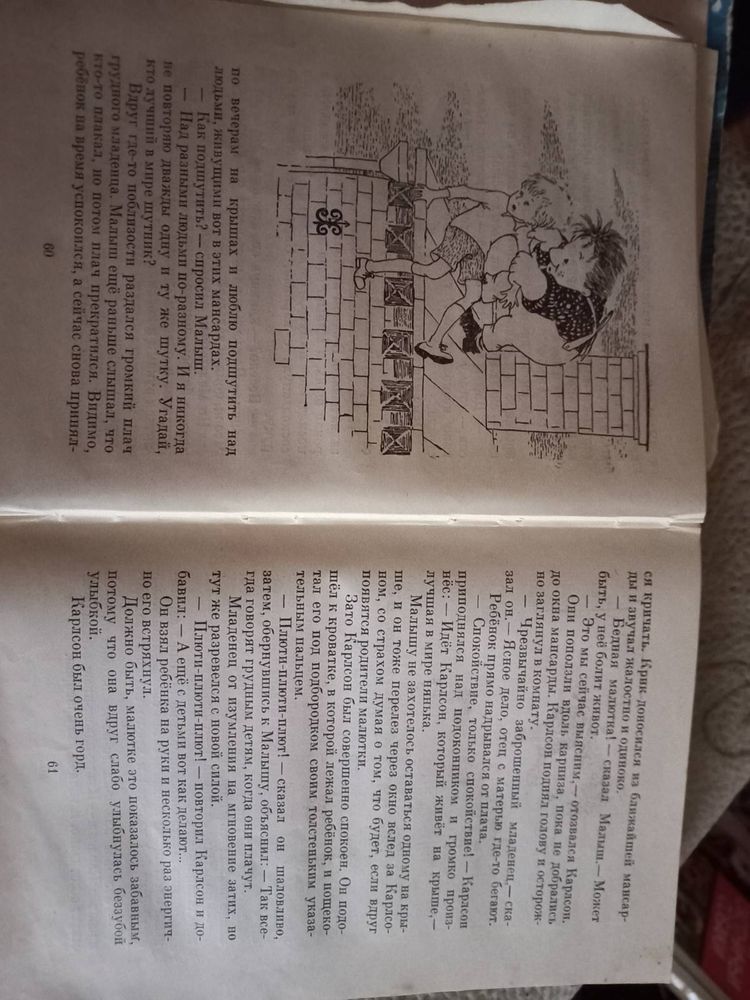 по вечерам на крышах и люблю подшутить над
людьми, живущими вот в этих мансардах.
— Как подшутить? — спросил Малыш.
— Над разными людьми по-разному. И я никогда
не повторяю дважды одну и ту же шутку. Угадай,
кто лучший в мире шутник?
Вдруг где-то поблизости раздался громкий плач
грудного младенца. Малыш ещё раньше слышал, что
кто-то плакал, но потом плач прекратился. Видимо,
ребёнок на время успокоился, а сейчас снова принял-
60
ся кричать. Крик доносился из ближайшей мансар-
ды и звучал жалостно и одиноко.
— Бедная малютка! — сказал Малыш. — Может
быть, у неё болит живот.
— Это мы сейчас выясним, — отозвался Карлсон.
Они поползли вдоль карниза, пока не добрались
до окна мансарды. Карлсон поднял голову и осторож-
но заглянул в комнату.
— Чрезвычайно заброшенный младенец, — ска-
зал он. — Ясное дело, отец с матерью где-то бегают.
Ребёнок прямо надрывался от плача.
— Спокойствие, только спокойствие! — Карлсон
приподнялся над подоконником и громко произ-
нёс: — Идёт Карлсон, который живёт на крыше, —
лучшая в мире нянька.
Малышу не захотелось оставаться одному на кры-
ше, и он тоже перелез через окно вслед за Карлсо-
ном, со страхом думая о том, что будет, если вдруг
появятся родители малютки.
Зато Карлсон был совершенно спокоен. Он подо-
шёл к кроватке, в которой лежал ребёнок, и пощеко-
тал его под подбородком своим толстеньким указа-
тельным пальцем.
— Плюти-плюти-плют! — сказал он шаловливо,
затем, обернувшись к Малышу, объяснил: — Так все-
гда говорят грудным детям, когда они плачут.
Младенец от изумления на мгновение затих, но
тут же разревелся с новой силой.
— Плюти-плюти-плют! — повторил Карлсон и до-
бавил: — А ещё с детьми вот как делают...
Он взял ребёнка на руки и несколько раз энергич-
но его встряхнул.
Должно быть, малютке это показалось забавным,
потому что она вдруг слабо улыбнулась беззубой
улыбкой.
Карлсон был очень горд.
61